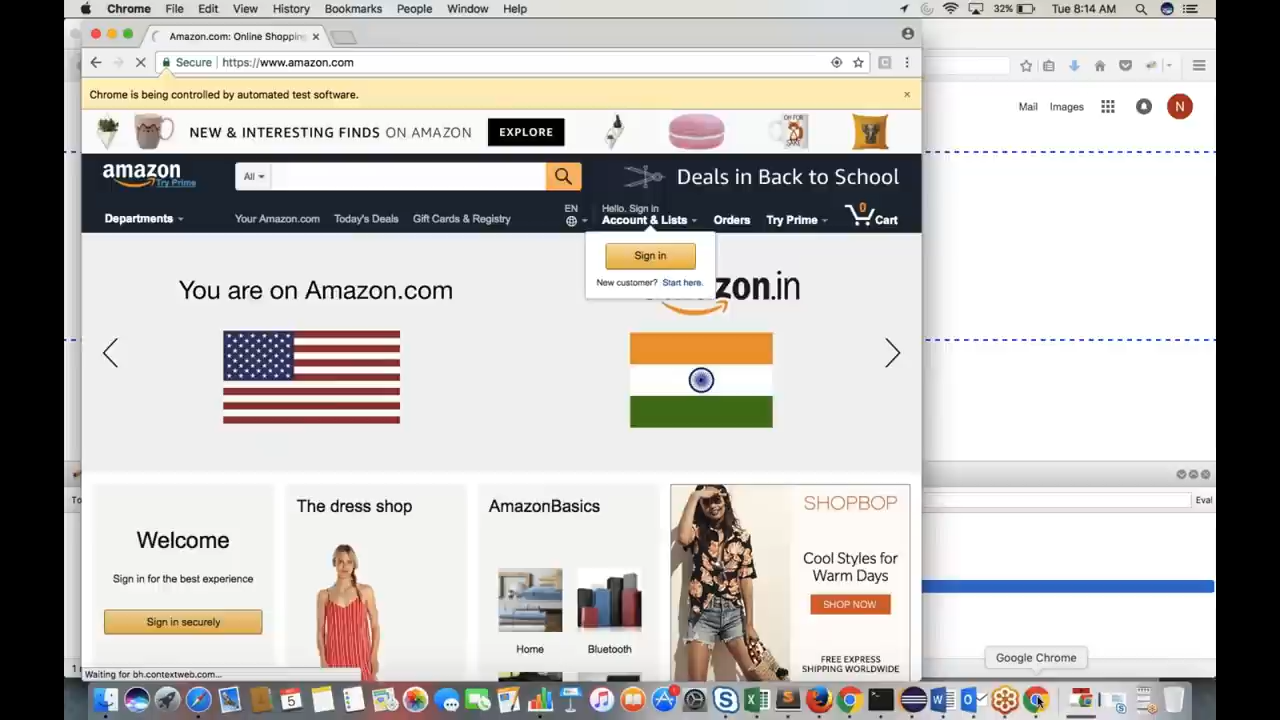 Chrome File Edit View History Bookmarks People Window Help
32% Tue 8:14 AM
Amazon.com: Online Shoppin
Secure https://www.amazon.com
Chrome is being controlled by automated test software.
Mail Images N
NEW & INTERESTING FINDS ON AMAZON EXPLORE
amazon
Try Prime
All
Deals in Back to School
Departments
Your Amazon.com Today's Deals Gift Cards & Registry
EN
Hello. Sign in
Account & Lists
Orders
Try Prime
0
Cart
Sign in
New customer? Start here.
You are on Amazon.com
zon.in
Eval
Welcome
Sign in for the best experience
Sign in securely
The dress shop
AmazonBasics
Home
Bluetooth
SHOPBOP
Cool Styles for
Warm Days
SHOP NOW
FREE EXPRESS
SHIPPING WORLDWIDE
Waiting for bh.contextweb.com...
Google Chrome
5